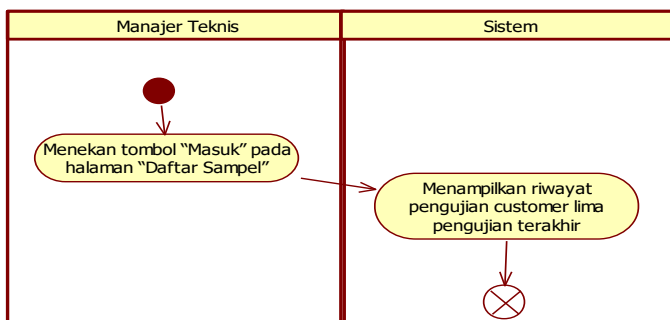 Manajer Teknis
Sistem
Menekan tombol “Masuk” pada
halaman “Daftar Sampel”
Menampilkan riwayat
pengujian customer lima
pengujian terakhir